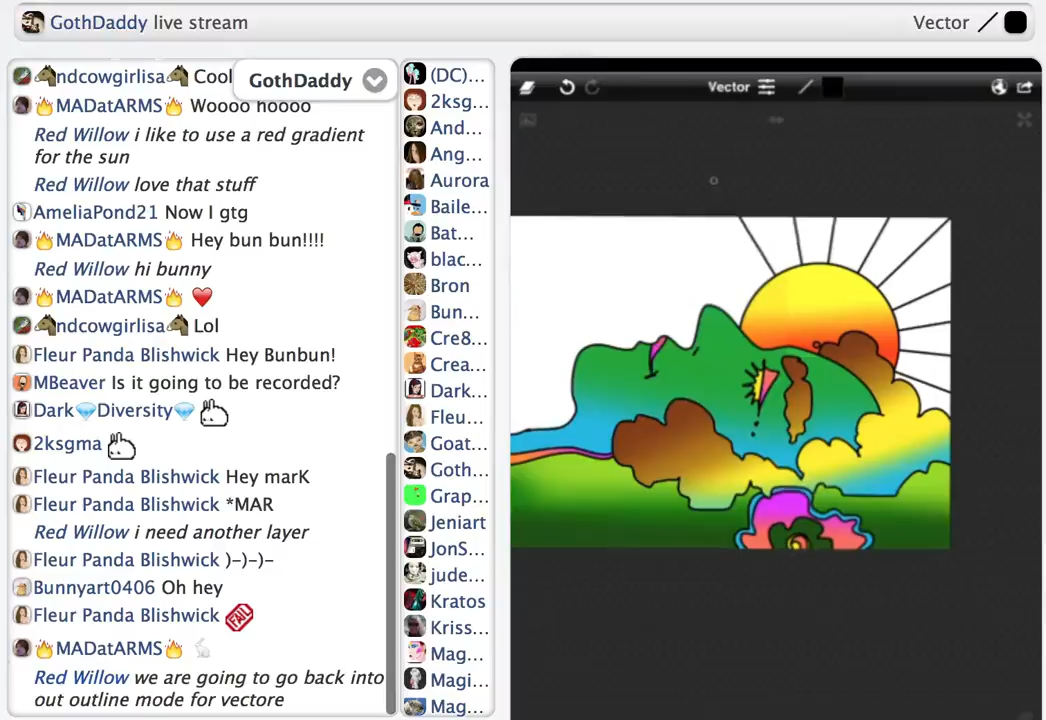 GothDaddy live stream
Vector
ndcowgirlisa Cool
GothDaddy
MADatARMS Woooo hoooo
Red Willow i like to use a red gradient
for the sun
Red Willow love that stuff
AmeliaPond21 Now I gtg
MADatARMS Hey bun bun!!!!
Red Willow hi bunny
MADatARMS
ndcowgirlisa Lol
Fleur Panda Blishwick Hey Bunbun!
MBeaver Is it going to be recorded?
Dark Diversity
2ksgma
Fleur Panda Blishwick Hey marK
Fleur Panda Blishwick *MAR
Red Willow i need another layer
Fleur Panda Blishwick )-)-)-
Bunnyart0406 Oh hey
Fleur Panda Blishwick FAIL
MADatARMS
Red Willow we are going to go back into
out outline mode for vectore
(DC)...
2ksg...
And...
Ang...
Aurora
Baile...
Bat...
blac...
Bron
Bun...
Cre8...
Crea...
Dark...
Fleu...
Goat...
Goth...
Grap...
Jeniart
JonS...
jude...
Kratos
Kriss...
Mag...
Magi...
Mag...
Vector